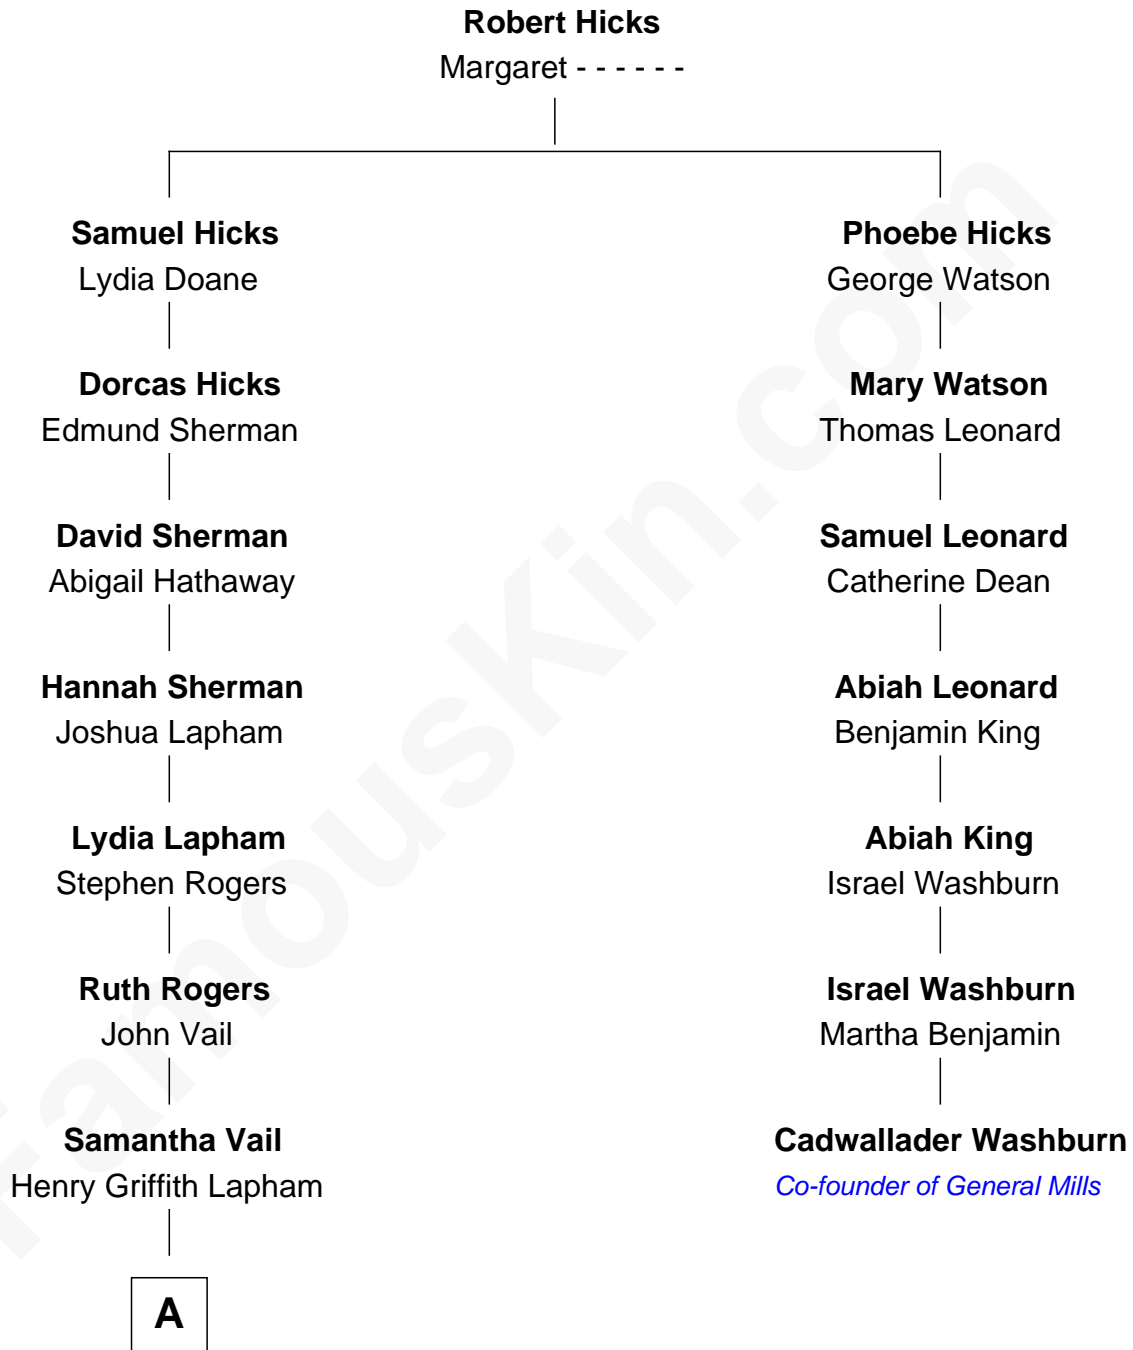 Robert Hicks
Margaret - - - - - -
Samuel Hicks
Lydia Doane
Phoebe Hicks
George Watson
Dorcas Hicks
Edmund Sherman
Mary Watson
Thomas Leonard
David Sherman
Abigail Hathaway
Samuel Leonard
Catherine Dean
Hannah Sherman
Joshua Lapham
Abiah Leonard
Benjamin King
Lydia Lapham
Stephen Rogers
Abiah King
Israel Washburn
Ruth Rogers
John Vail
Israel Washburn
Martha Benjamin
Samantha Vail
Henry Griffith Lapham
Cadwallader Washburn
Co-founder of General Mills
A
FamousKin.com